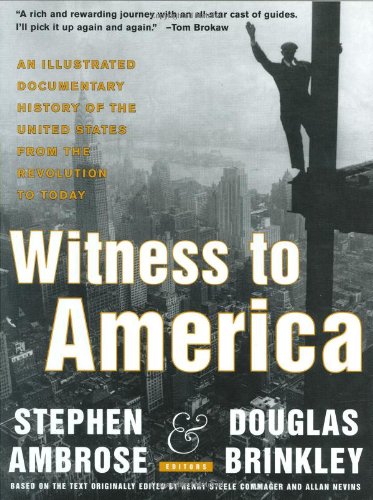 "A rich and rewarding journey with an all-star cast of guides.
I'll pick it up again and again." –Tom Brokaw
AN ILLUSTRATED
DOCUMENTARY
HISTORY OF THE
UNITED STATES
FROM THE
REVOLUTION
TO TODAY
Witness to
America
STEPHEN & DOUGLAS
AMBROSE EDITORS BRINKLEY
BASED ON THE TEXT ORIGINALLY EDITED BY HENRY STEELE COMMAGER AND ALLAN NEVINS